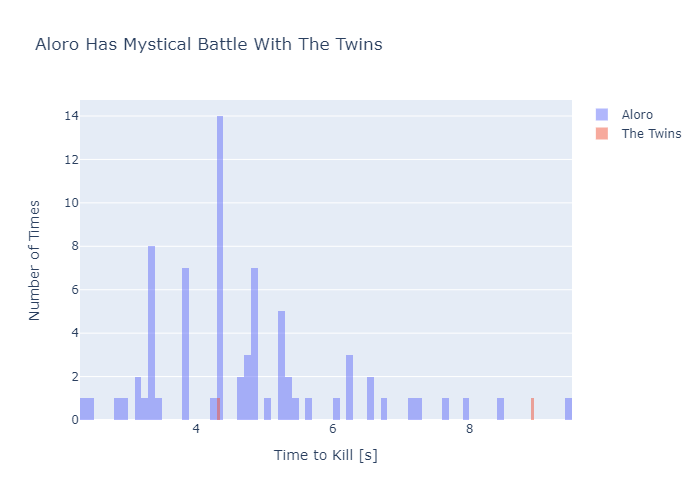 Aloro Has Mystical Battle With The Twins
14
12
10
8
6
4
2
0
Number of Times
4
6
8
Time to Kill [s]
Aloro
The Twins